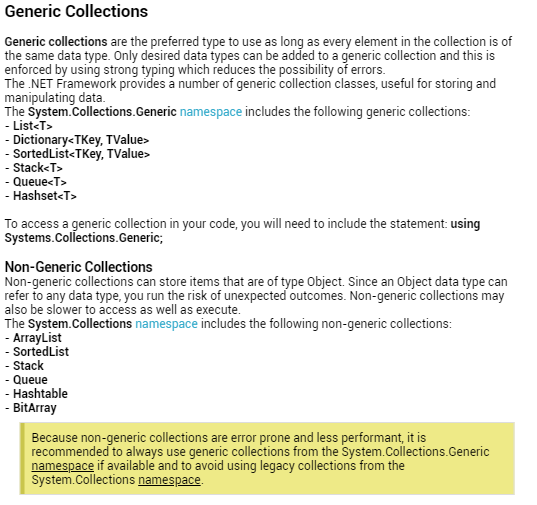 Generic Collections
Generic collections are the preferred type to use as long as every element in the collection is of
the same data type. Only desired data types can be added to a generic collection and this is
enforced by using strong typing which reduces the possibility of errors.
The .NET Framework provides a number of generic collection classes, useful for storing and
manipulating data.
The System.Collections.Generic namespace includes the following generic collections:
- List<T>
- Dictionary<TKey, TValue>
- SortedList<TKey, TValue>
- Stack<T>
- Queue<T>
- Hashset<T>
To access a generic collection in your code, you will need to include the statement: using
Systems.Collections.Generic;
Non-Generic Collections
Non-generic collections can store items that are of type Object. Since an Object data type can
refer to any data type, you run the risk of unexpected outcomes. Non-generic collections may
also be slower to access as well as execute.
The System.Collections namespace includes the following non-generic collections:
- ArrayList
- SortedList
- Stack
- Queue
- Hashtable
- BitArray
Because non-generic collections are error prone and less performant, it is
recommended to always use generic collections from the System.Collections.Generic
namespace if available and to avoid using legacy collections from the
System.Collections namespace.